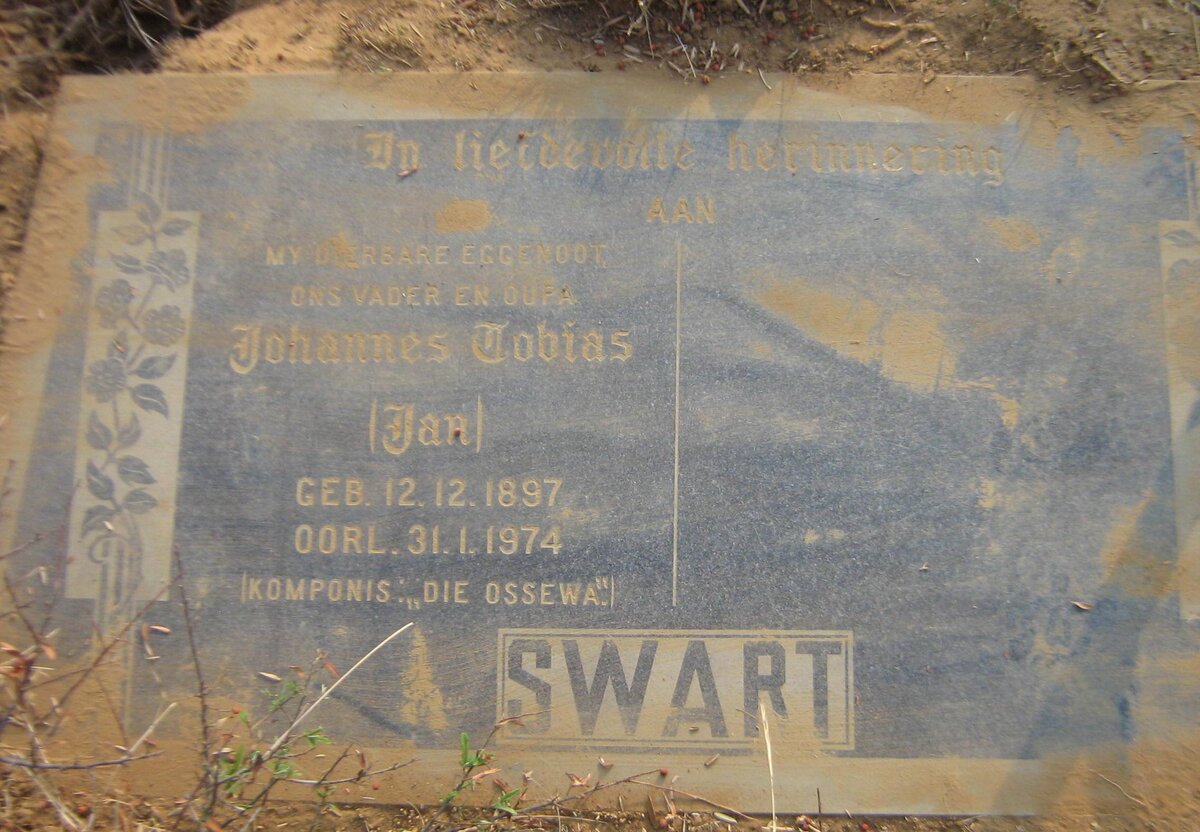 In liefdevolle herinnering
AAN
MY DIERBARE EGGENOOT,
ONS VADER EN OUPA
Johannes Tobias
(Jan)
GEB. 12.12.1897
OORL. 31.1.1974
(KOMPONIS: „DIE OSSEWA")
SWART